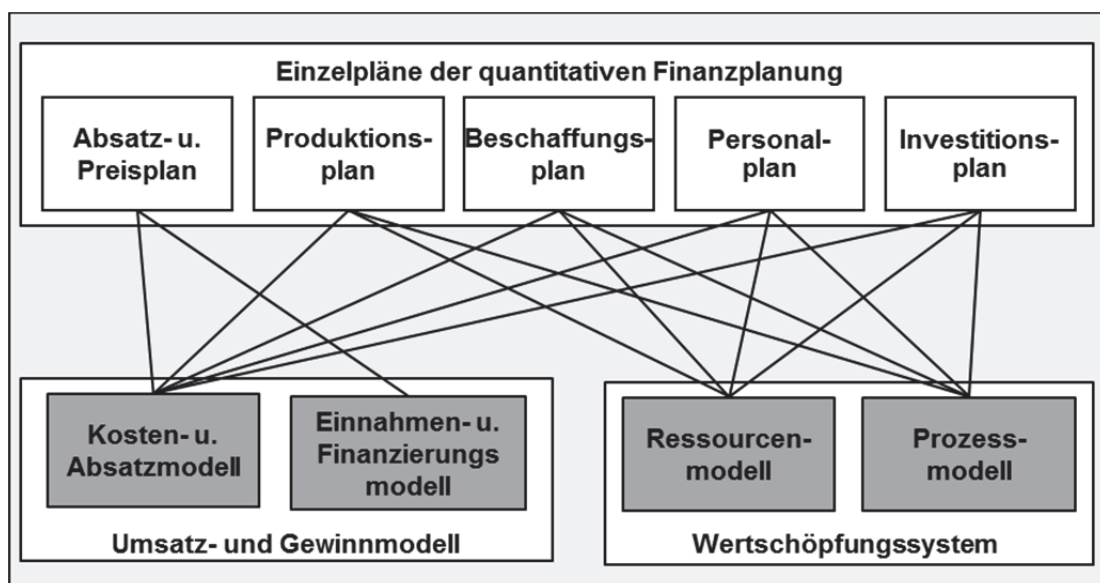 Einzelpläne der quantitativen Finanzplanung
Absatz- u.
Preisplan
Produktions-
plan
Beschaffungs-
plan
Personal-
plan
Investitions-
plan
Kosten- u.
Absatzmodell
Einnahmen- u.
Finanzierungs
modell
Umsatz- und Gewinnmodell
Ressourcen-
modell
Prozess-
modell
Wertschöpfungssystem